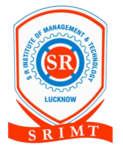 S R INSTITUTE OF MANAGEMENT & TECHNOLOGY
SR
LUCKNOW
SRIMT